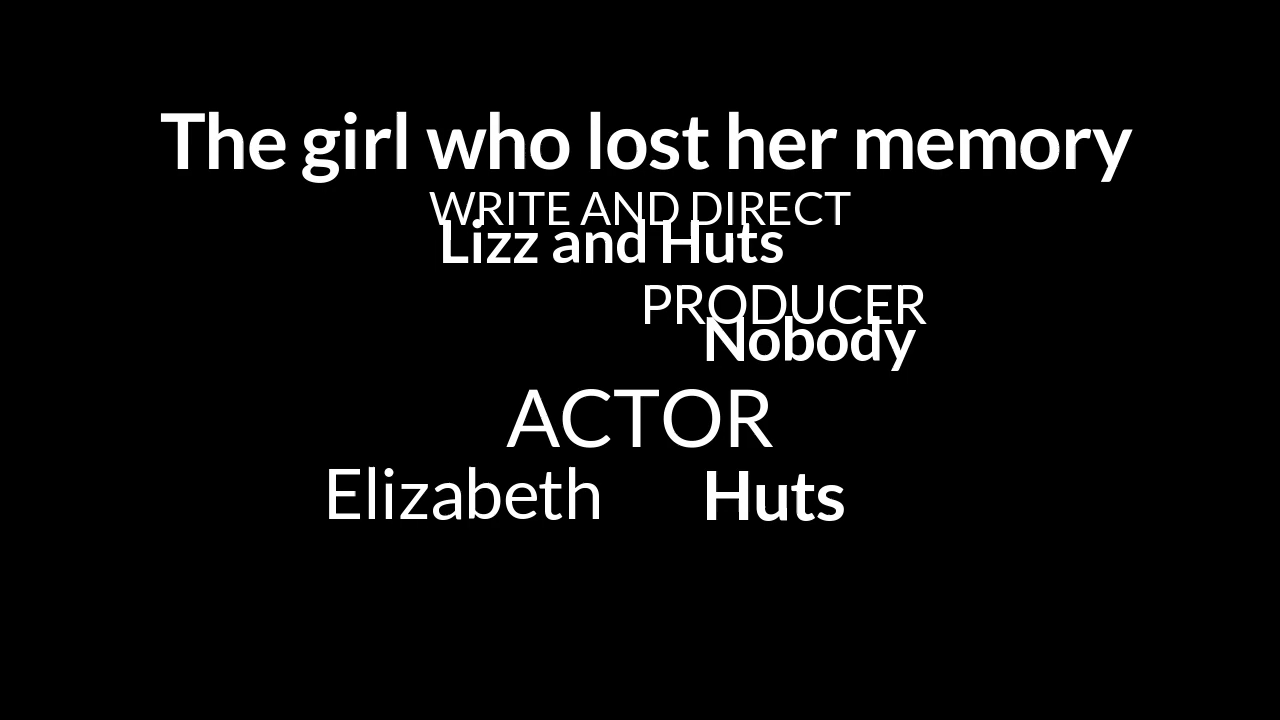 The girl who lost her memory
WRITE AND DIRECT
Lizz and Huts
PRODUCER
Nobody
ACTOR
Elizabeth Huts